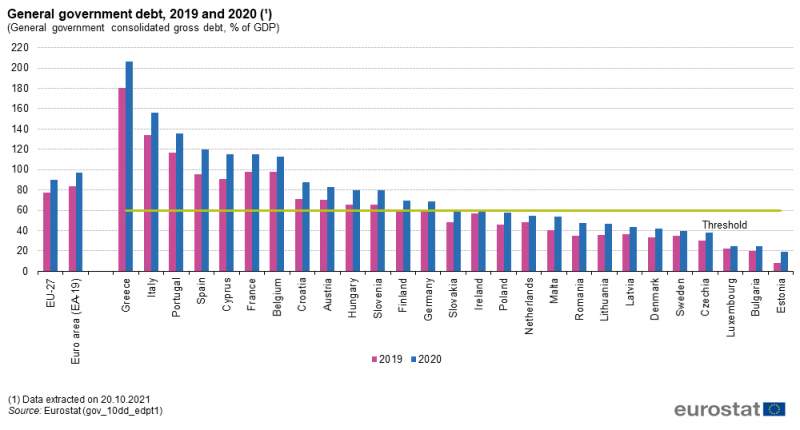 General government debt, 2019 and 2020 (¹)
(General government consolidated gross debt, % of GDP)
220
200
180
160
140
120
100
80
60
40
20
0
Threshold
EU-27
Euro area (EA-19)
Greece
Italy
Portugal
Spain
Cyprus
France
Belgium
Croatia
Austria
Hungary
Slovenia
Finland
Germany
Slovakia
Ireland
Poland
Netherlands
Malta
Romania
Lithuania
Latvia
Denmark
Sweden
Czechia
Luxembourg
Bulgaria
Estonia
2019 2020
(1) Data extracted on 20.10.2021
Source: Eurostat (gov_10dd_edpt1)
eurostat